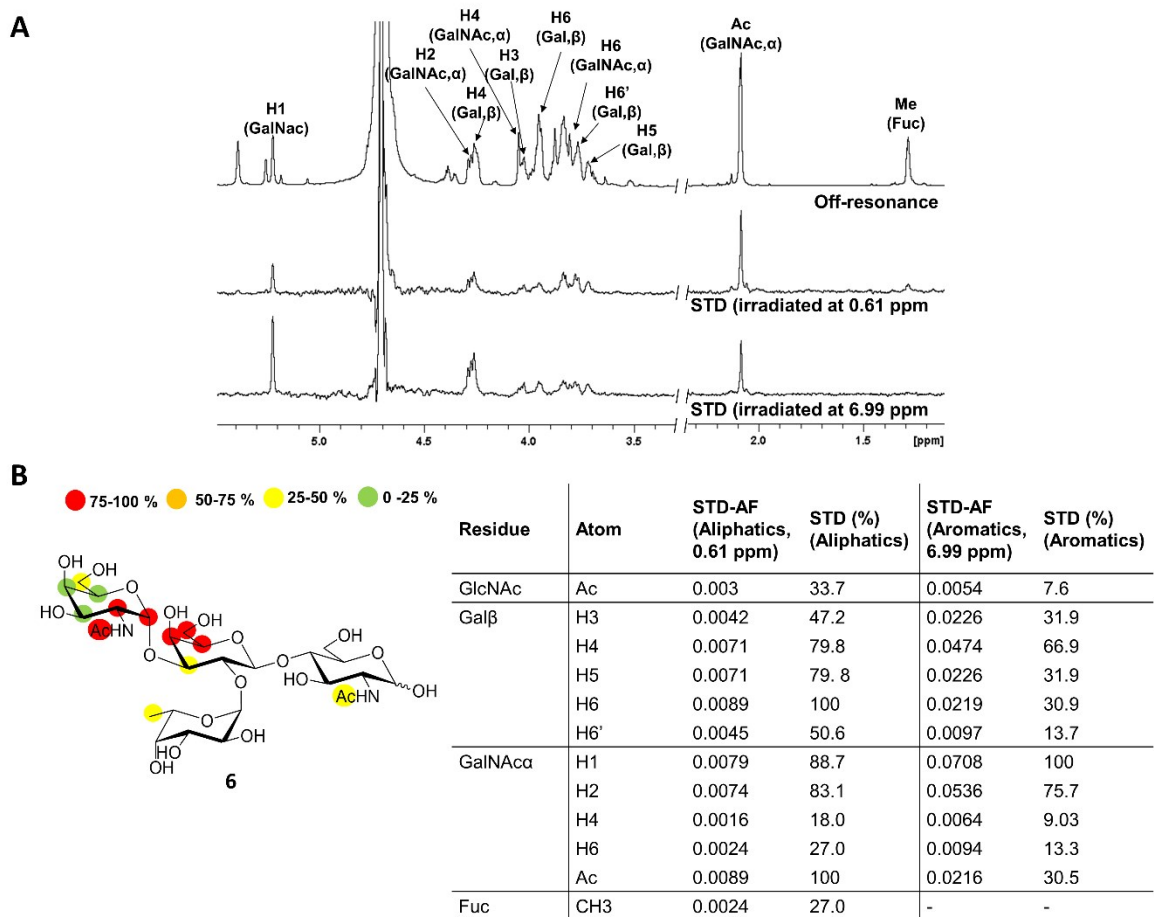 A
H4
(GalNAc,α)
H2
(GalNAc,α)
H4
(Gal,β)
H3
(Gal,β)
H6
(Gal,β)
H6
(GalNAc,α)
H6’
(Gal,β)
H5
(Gal,β)
H1
(GalNac)
Ac
(GalNAc,α)
Me
(Fuc)
Off-resonance
STD (irradiated at 0.61 ppm
STD (irradiated at 6.99 ppm
5.0 4.5 4.0 3.5 2.0 1.5 [ppm]
B
75-100 % 50-75 % 25-50 % 0 -25 %
OH
OH
O
HO
AcHN
OH
OH
O
O
O
OH
O
O
HO
AcHN
OH
O
O
OH
HO
OH
6
Residue Atom STD-AF (Aliphatics, 0.61 ppm) STD (%) (Aliphatics) STD-AF (Aromatics, 6.99 ppm) STD (%) (Aromatics)
GlcNAc Ac 0.003 33.7 0.0054 7.6
Galβ H3 0.0042 47.2 0.0226 31.9
H4 0.0071 79.8 0.0474 66.9
H5 0.0071 79. 8 0.0226 31.9
H6 0.0089 100 0.0219 30.9
H6’ 0.0045 50.6 0.0097 13.7
GalNAcα H1 0.0079 88.7 0.0708 100
H2 0.0074 83.1 0.0536 75.7
H4 0.0016 18.0 0.0064 9.03
H6 0.0024 27.0 0.0094 13.3
Ac 0.0089 100 0.0216 30.5
Fuc CH3 0.0024 27.0 - -